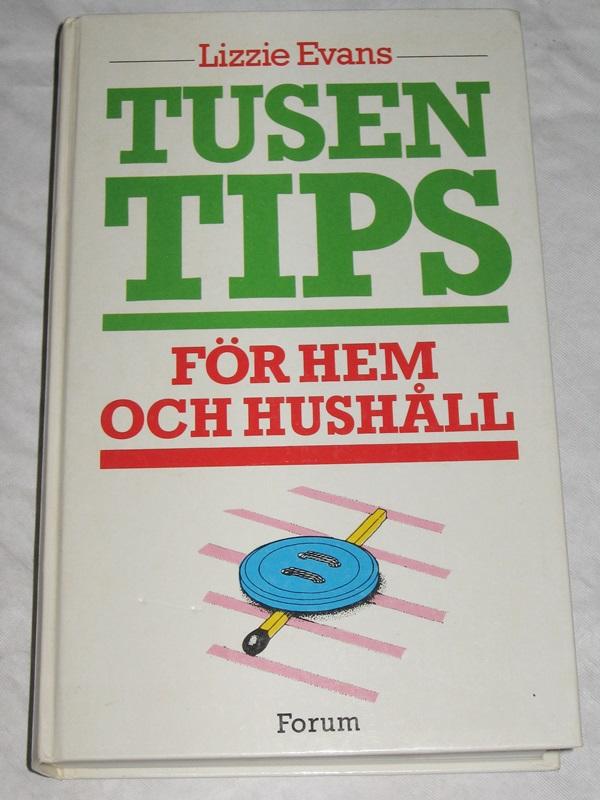 Lizzie Evans
TUSEN
TIPS
FÖR HEM
OCH HUSHÅLL
Forum